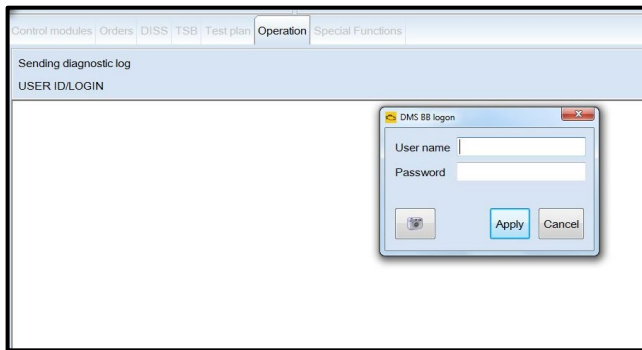 Control modules Orders DISS TSB Test plan Operation Special Functions
Sending diagnostic log
USER ID/LOGIN
DMS BB logon
User name
Password
Apply Cancel